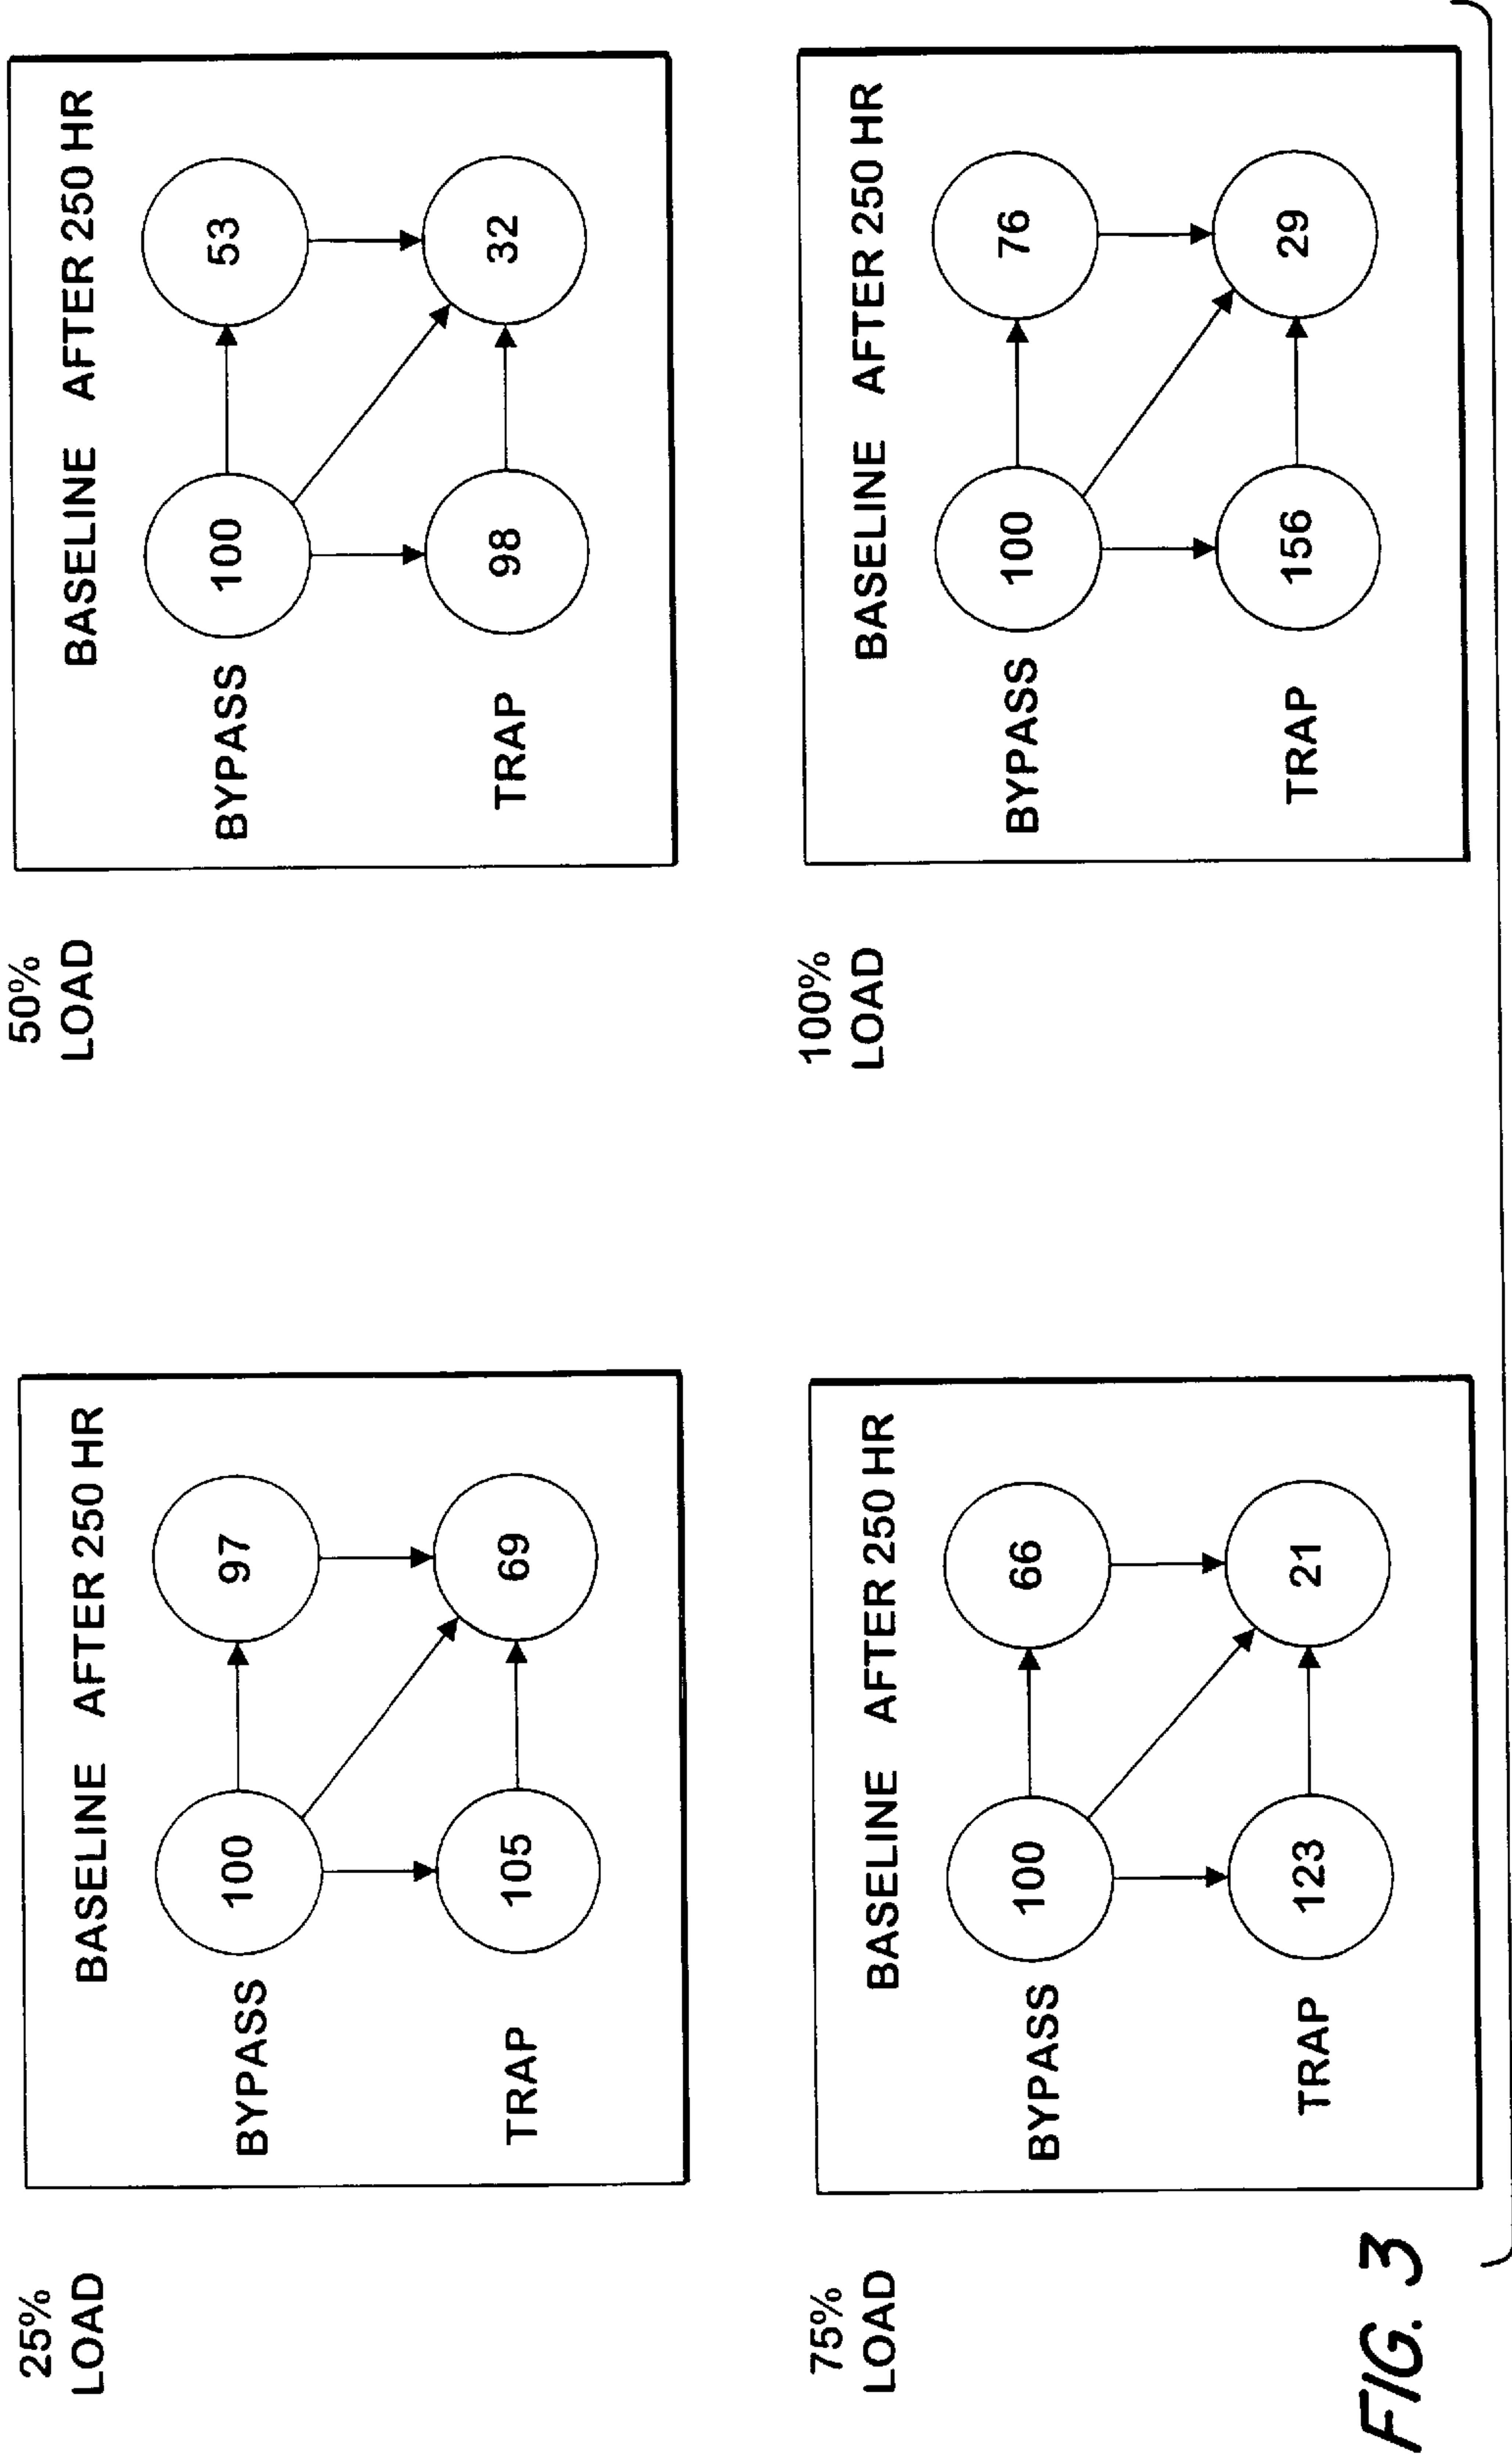 25%
LOAD
BASELINE AFTER 250 HR
BYPASS 100 97
TRAP 105 69
50%
LOAD
BASELINE AFTER 250 HR
BYPASS 100 53
TRAP 98 32
75%
LOAD
BASELINE AFTER 250 HR
BYPASS 100 66
TRAP 123 21
100%
LOAD
BASELINE AFTER 250 HR
BYPASS 100 76
TRAP 156 29
FIG. 3